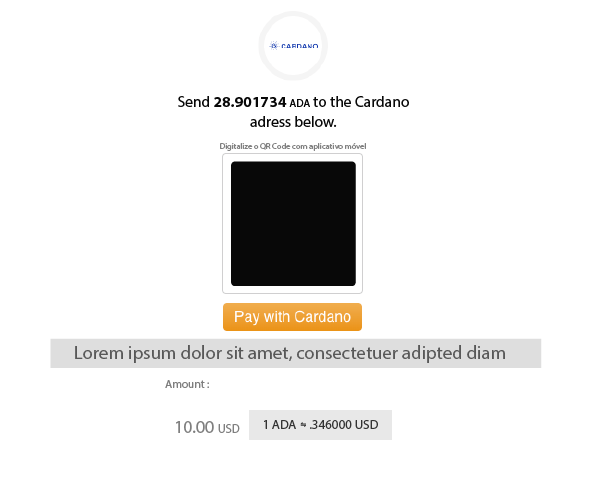 CARDANO
Send 28.901734 ADA to the Cardano
adress below.
Digitalize o QR Code com aplicativo móvel
Pay with Cardano
Lorem ipsum dolor sit amet, consectetuer adipted diam
Amount :
10.00 USD
1 ADA ≒ .346000 USD